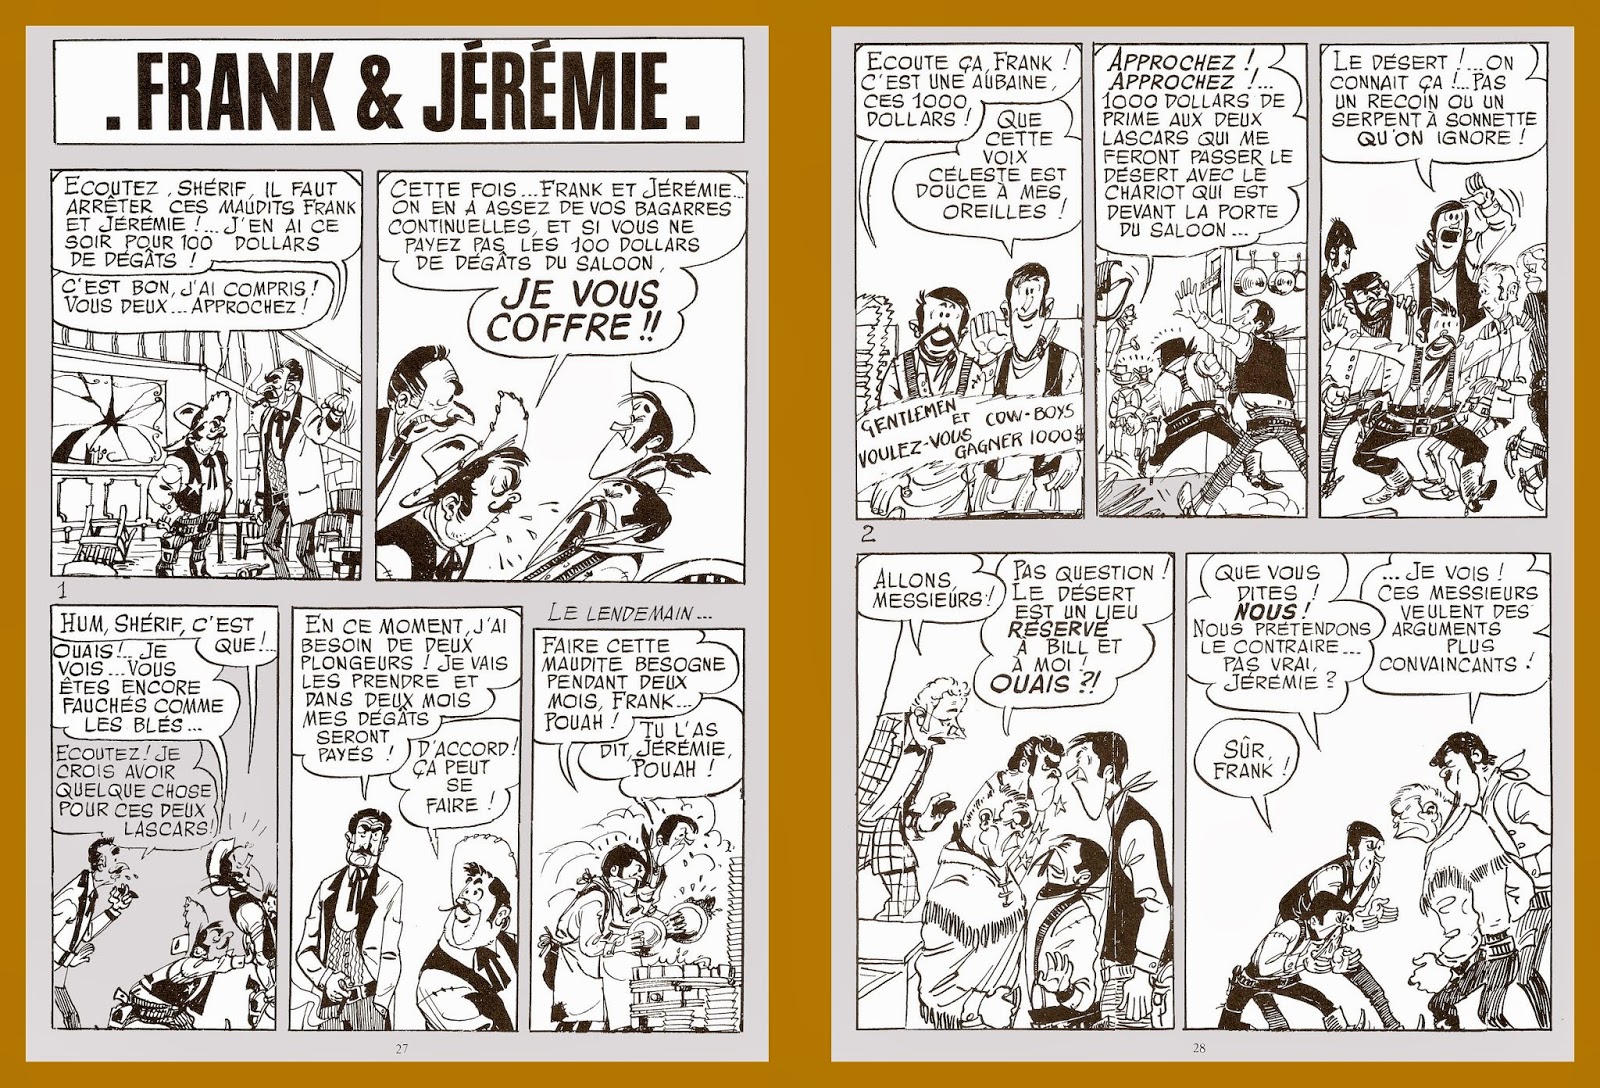 . FRANK & JÉRÉMIE .
ECOUTEZ, SHÉRIF, IL FAUT
ARRÊTER CES MAUDITS FRANK
ET JÉRÉMIE !... J'EN AI CE
SOIR POUR 100 DOLLARS
DE DÉGÂTS !
C'EST BON, J'AI COMPRIS !
VOUS DEUX... APPROCHEZ !
CETTE FOIS... FRANK ET JÉRÉMIE...
ON EN A ASSEZ DE VOS BAGARRES
CONTINUELLES, ET SI VOUS NE
PAYEZ PAS LES 100 DOLLARS
DE DÉGÂTS DU SALOON,
JE VOUS
COFFRE !!
1
HUM, SHÉRIF, C'EST
QUE !...
OUAIS !.. JE
VOIS... VOUS
ÊTES ENCORE
FAUCHÉS COMME
LES BLÉS...
ECOUTEZ ! JE
CROIS AVOIR
QUELQUE CHOSE
POUR CES DEUX
LASCARS !
EN CE MOMENT, J'AI
BESOIN DE DEUX
PLONGEURS ! JE VAIS
LES PRENDRE ET
DANS DEUX MOIS
MES DÉGÂTS
SERONT
PAYÉS !
D'ACCORD !
ÇA PEUT
SE
FAIRE !
LE LENDEMAIN...
FAIRE CETTE
MAUDITE BESOGNE
PENDANT DEUX
MOIS, FRANK...
POUAH !
TU L'AS
DIT, JÉRÉMIE,
POUAH !
27
ECOUTE ÇA, FRANK !
C'EST UNE AUBAINE,
CES 1000
DOLLARS !
QUE
CETTE
VOIX
CÉLESTE EST
DOUCE À MES
OREILLES !
GENTLEMEN ET COW-BOYS
VOULEZ-VOUS GAGNER 1000$
APPROCHEZ !
APPROCHEZ !...
1000 DOLLARS DE
PRIME AUX DEUX
LASCARS QUI ME
FERONT PASSER LE
DÉSERT AVEC LE
CHARIOT QUI EST
DEVANT LA PORTE
DU SALOON...
LE DÉSERT !... ON
CONNAIT ÇA !.. PAS
UN RECOIN OU UN
SERPENT À SONNETTE
QU'ON IGNORE !
2
ALLONS,
MESSIEURS !
PAS QUESTION !
LE DÉSERT
EST UN LIEU
RÉSERVÉ
À BILL ET
À MOI !
OUAIS ?!
QUE VOUS
DITES !
NOUS !
NOUS PRÉTENDONS
LE CONTRAIRE...
PAS VRAI,
JÉRÉMIE ?
SÛR,
FRANK !
... JE VOIS !
CES MESSIEURS
VEULENT DES
ARGUMENTS
PLUS
CONVAINCANTS !
28